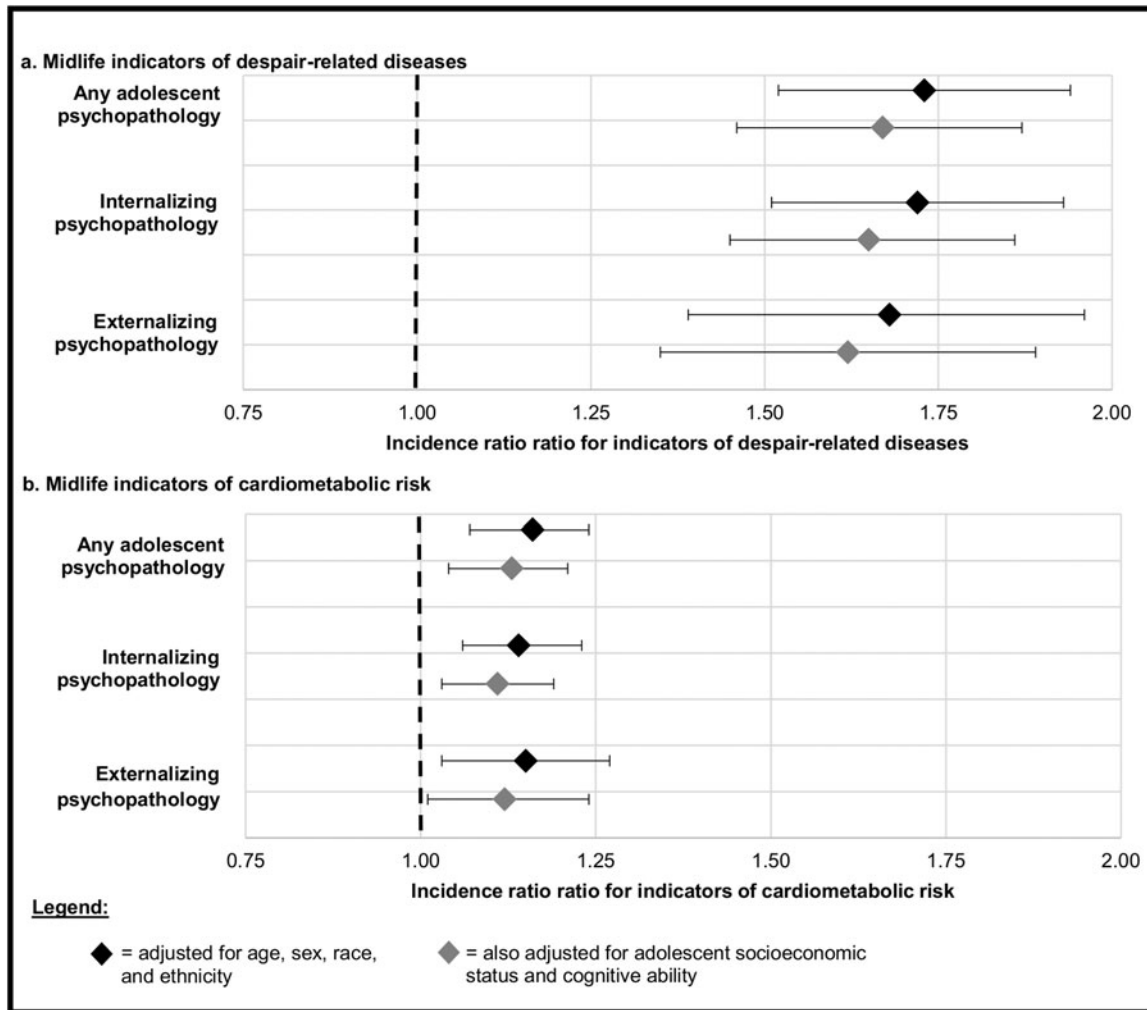 a. Midlife indicators of despair-related diseases
Any adolescent
psychopathology
Internalizing
psychopathology
Externalizing
psychopathology
0.75 1.00 1.25 1.50 1.75 2.00
Incidence ratio ratio for indicators of despair-related diseases
b. Midlife indicators of cardiometabolic risk
Any adolescent
psychopathology
Internalizing
psychopathology
Externalizing
psychopathology
0.75 1.00 1.25 1.50 1.75 2.00
Incidence ratio ratio for indicators of cardiometabolic risk
Legend:
= adjusted for age, sex, race,
and ethnicity
= also adjusted for adolescent socioeconomic
status and cognitive ability